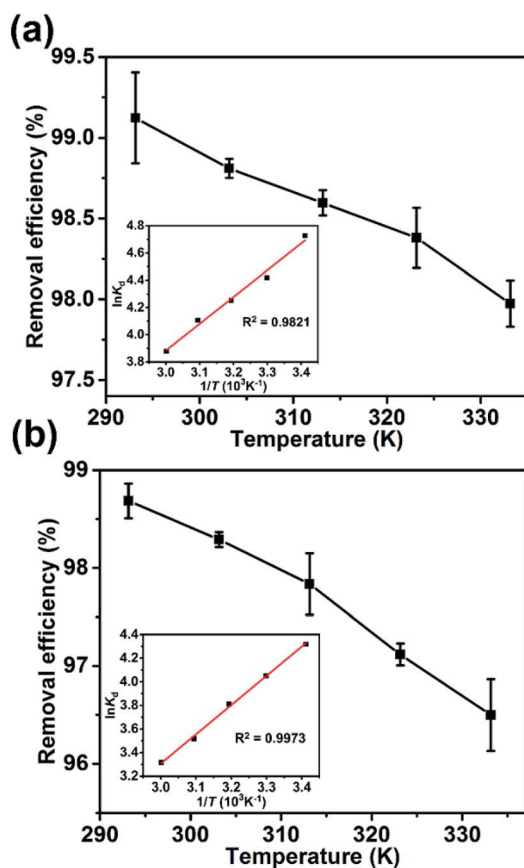 (a)
99.5
99.0
98.5
98.0
97.5
Removal efficiency (%)
4.8
4.6
4.4
4.2
4.0
3.8
lnKd
R² = 0.9821
3.0 3.1 3.2 3.3 3.4
1/T (10³K⁻¹)
290 300 310 320 330
Temperature (K)
(b)
99
98
97
96
Removal efficiency (%)
4.4
4.2
4.0
3.8
3.6
3.4
3.2
lnKd
R² = 0.9973
3.0 3.1 3.2 3.3 3.4
1/T (10³K⁻¹)
290 300 310 320 330
Temperature (K)